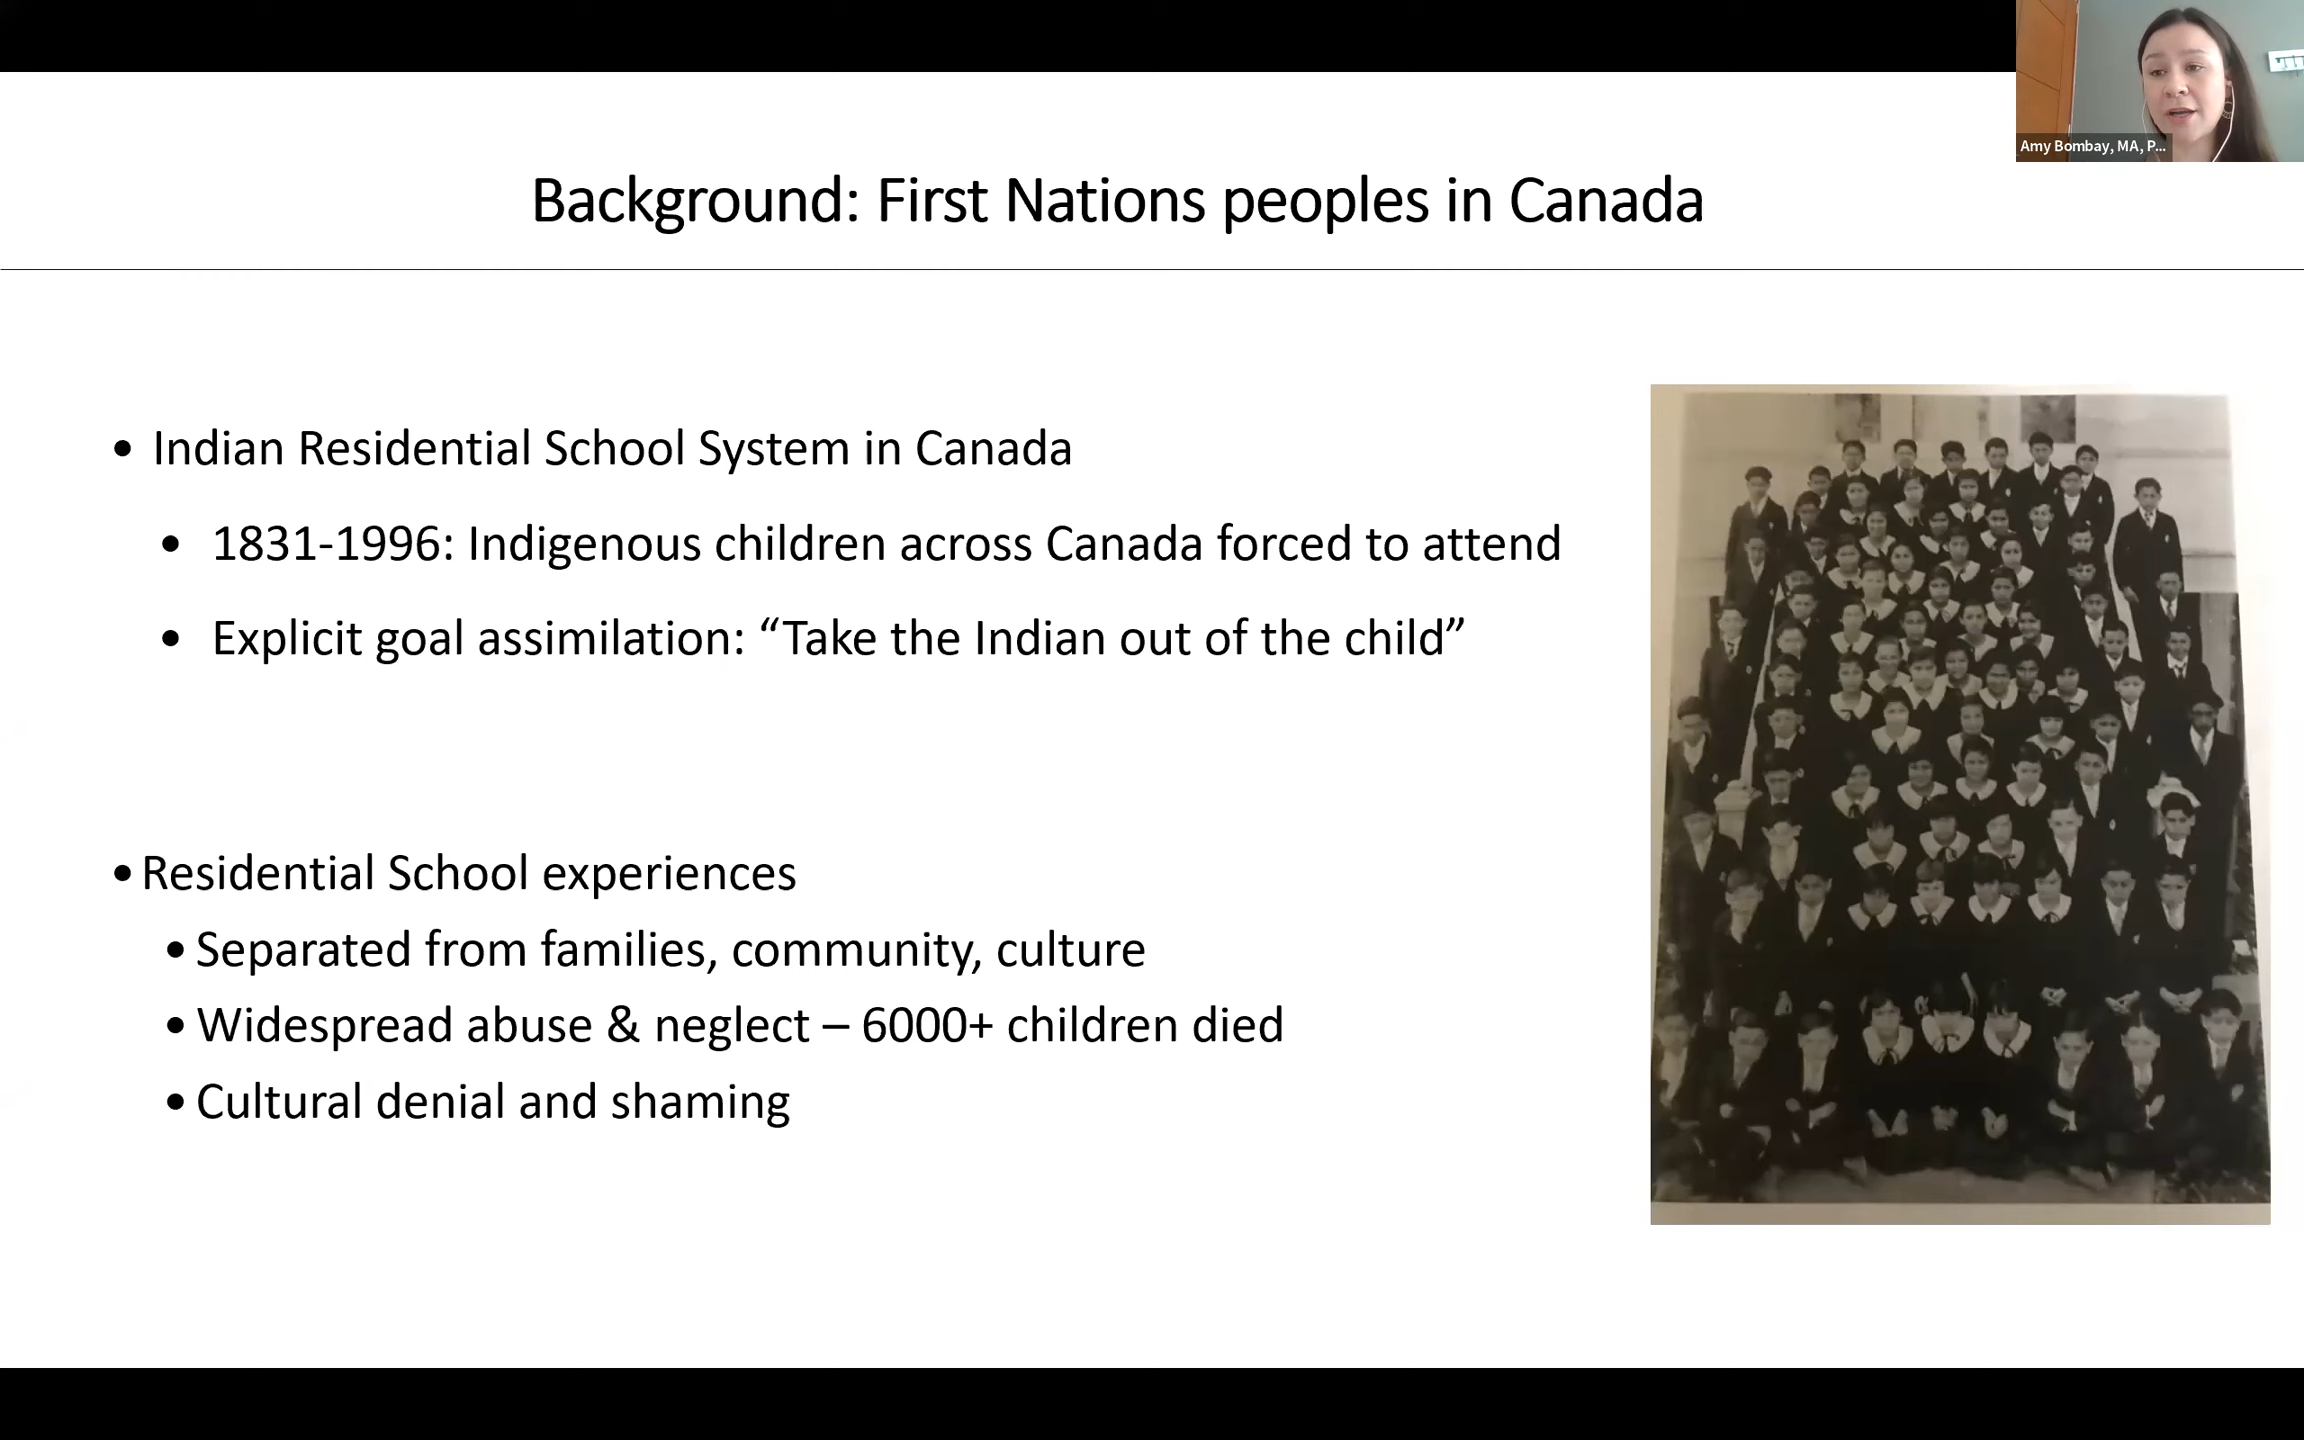 Amy Bombay, MA, P...
Background: First Nations peoples in Canada
• Indian Residential School System in Canada
• 1831-1996: Indigenous children across Canada forced to attend
• Explicit goal assimilation: “Take the Indian out of the child”
• Residential School experiences
• Separated from families, community, culture
• Widespread abuse & neglect – 6000+ children died
• Cultural denial and shaming